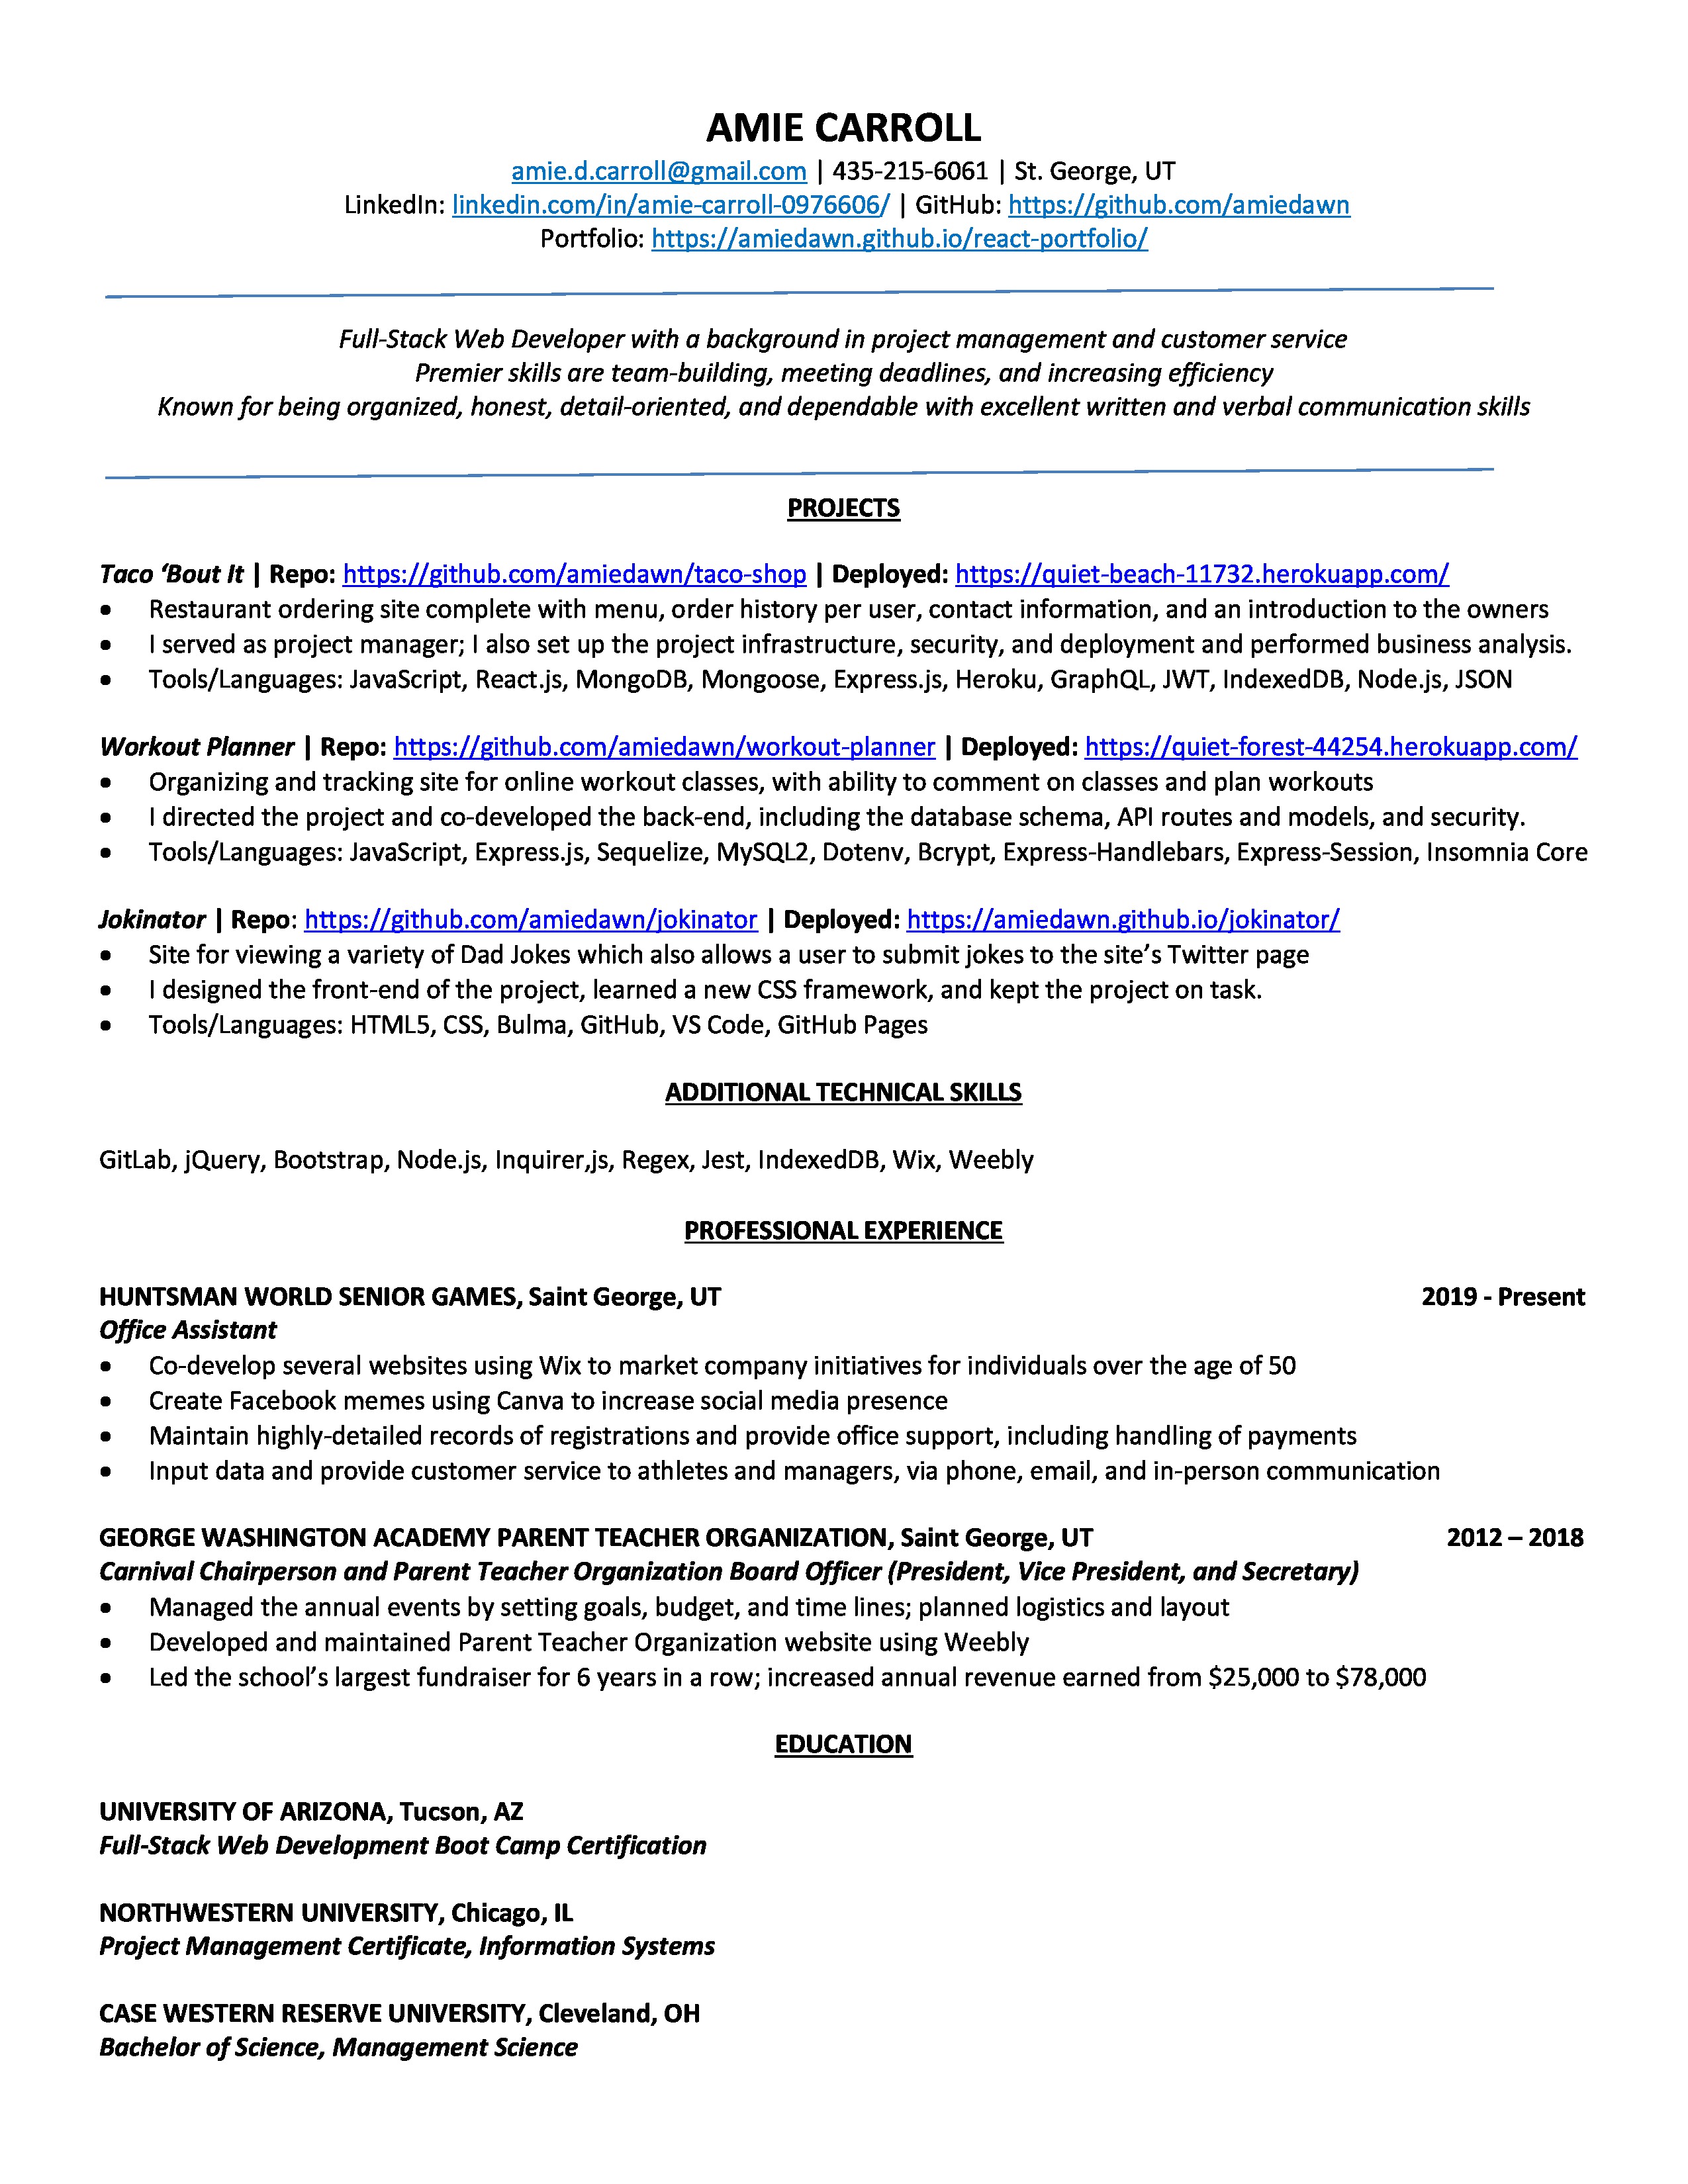 AMIE CARROLL
amie.d.carroll@gmail.com | 435-215-6061 | St. George, UT
LinkedIn: linkedin.com/in/amie-carroll-0976606/ | GitHub: https://github.com/amiedawn
Portfolio: https://amiedawn.github.io/react-portfolio/
Full-Stack Web Developer with a background in project management and customer service
Premier skills are team-building, meeting deadlines, and increasing efficiency
Known for being organized, honest, detail-oriented, and dependable with excellent written and verbal communication skills
PROJECTS
Taco ‘Bout It | Repo: https://github.com/amiedawn/taco-shop | Deployed: https://quiet-beach-11732.herokuapp.com/
• Restaurant ordering site complete with menu, order history per user, contact information, and an introduction to the owners
• I served as project manager; I also set up the project infrastructure, security, and deployment and performed business analysis.
• Tools/Languages: JavaScript, React.js, MongoDB, Mongoose, Express.js, Heroku, GraphQL, JWT, IndexedDB, Node.js, JSON
Workout Planner | Repo: https://github.com/amiedawn/workout-planner | Deployed: https://quiet-forest-44254.herokuapp.com/
• Organizing and tracking site for online workout classes, with ability to comment on classes and plan workouts
• I directed the project and co-developed the back-end, including the database schema, API routes and models, and security.
• Tools/Languages: JavaScript, Express.js, Sequelize, MySQL2, Dotenv, Bcrypt, Express-Handlebars, Express-Session, Insomnia Core
Jokinator | Repo: https://github.com/amiedawn/jokinator | Deployed: https://amiedawn.github.io/jokinator/
• Site for viewing a variety of Dad Jokes which also allows a user to submit jokes to the site’s Twitter page
• I designed the front-end of the project, learned a new CSS framework, and kept the project on task.
• Tools/Languages: HTML5, CSS, Bulma, GitHub, VS Code, GitHub Pages
ADDITIONAL TECHNICAL SKILLS
GitLab, jQuery, Bootstrap, Node.js, Inquirer,js, Regex, Jest, IndexedDB, Wix, Weebly
PROFESSIONAL EXPERIENCE
HUNTSMAN WORLD SENIOR GAMES, Saint George, UT 2019 - Present
Office Assistant
• Co-develop several websites using Wix to market company initiatives for individuals over the age of 50
• Create Facebook memes using Canva to increase social media presence
• Maintain highly-detailed records of registrations and provide office support, including handling of payments
• Input data and provide customer service to athletes and managers, via phone, email, and in-person communication
GEORGE WASHINGTON ACADEMY PARENT TEACHER ORGANIZATION, Saint George, UT 2012 – 2018
Carnival Chairperson and Parent Teacher Organization Board Officer (President, Vice President, and Secretary)
• Managed the annual events by setting goals, budget, and time lines; planned logistics and layout
• Developed and maintained Parent Teacher Organization website using Weebly
• Led the school’s largest fundraiser for 6 years in a row; increased annual revenue earned from $25,000 to $78,000
EDUCATION
UNIVERSITY OF ARIZONA, Tucson, AZ
Full-Stack Web Development Boot Camp Certification
NORTHWESTERN UNIVERSITY, Chicago, IL
Project Management Certificate, Information Systems
CASE WESTERN RESERVE UNIVERSITY, Cleveland, OH
Bachelor of Science, Management Science